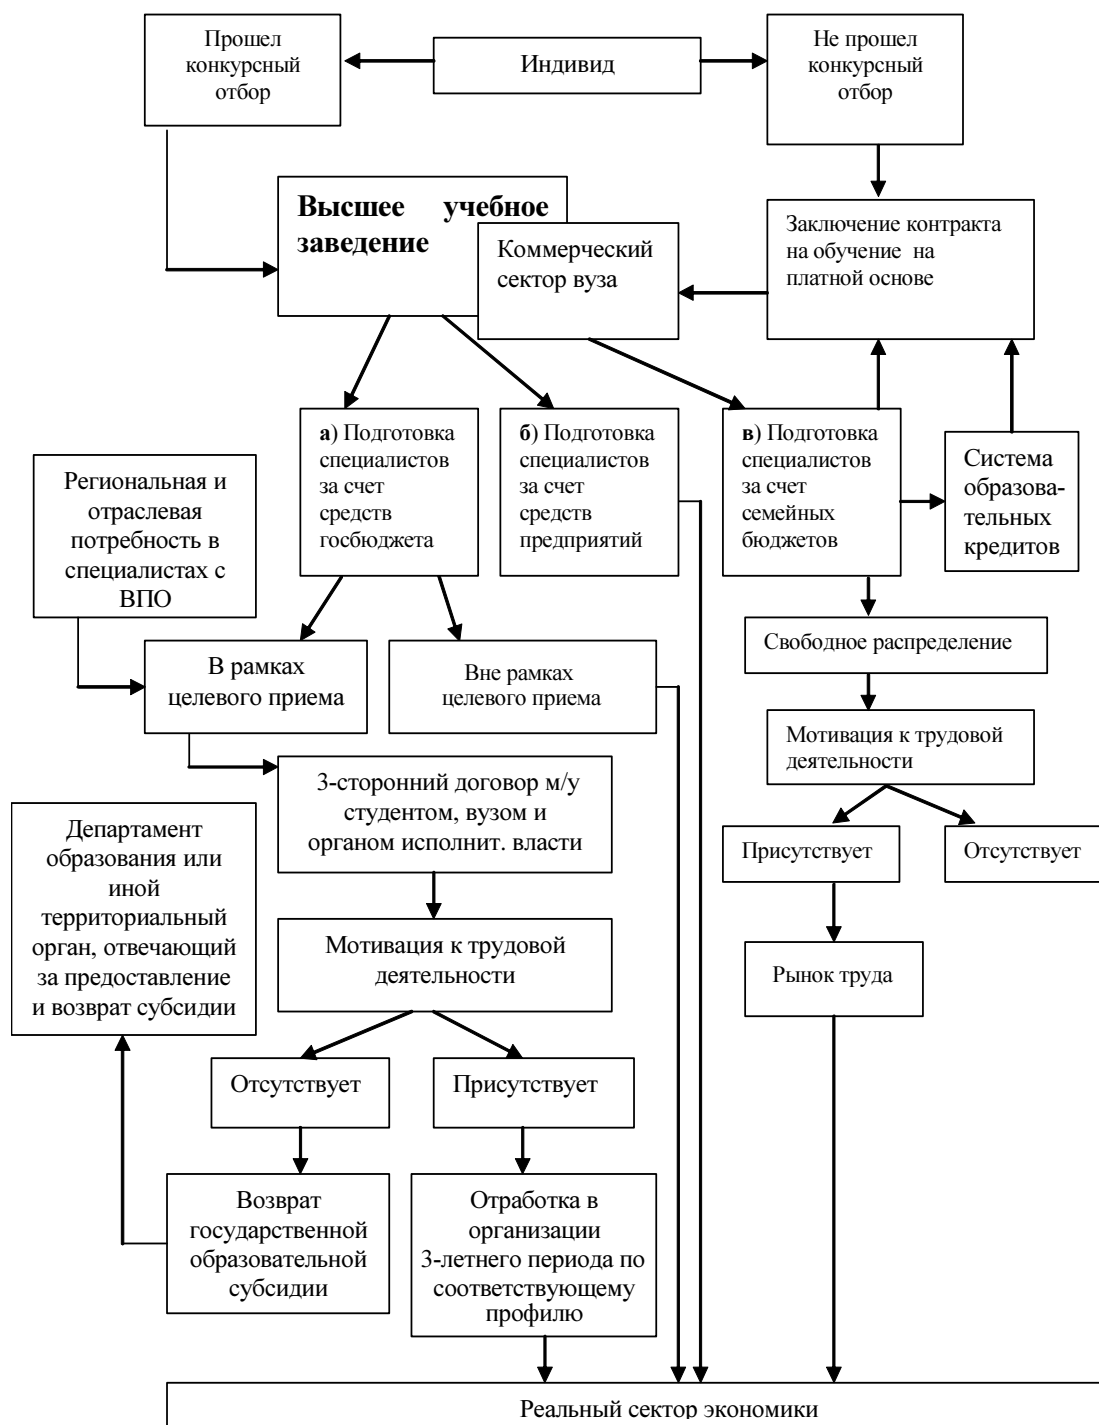 Прошел
конкурсный
отбор
Индивид
Не прошел
конкурсный
отбор
Высшее учебное
заведение
Коммерческий
сектор вуза
Заключение контракта
на обучение на
платной основе
а) Подготовка
специалистов
за счет
средств
госбюджета
б) Подготовка
специалистов
за счет
средств
предприятий
в) Подготовка
специалистов
за счет
семейных
бюджетов
Система
образова-
тельных
кредитов
Региональная и
отраслевая
потребность в
специалистах с
ВПО
В рамках
целевого приема
Вне рамках
целевого приема
Свободное распределение
Мотивация к трудовой
деятельности
3-сторонний договор м/у
студентом, вузом и
органом исполнит. власти
Департамент
образования или
иной
территориальный
орган, отвечающий
за предоставление
и возврат субсидии
Присутствует
Отсутствует
Мотивация к трудовой
деятельности
Рынок труда
Отсутствует
Присутствует
Возврат
государственной
образовательной
субсидии
Отработка в
организации
3-летнего периода по
соответствующему
профилю
Реальный сектор экономики